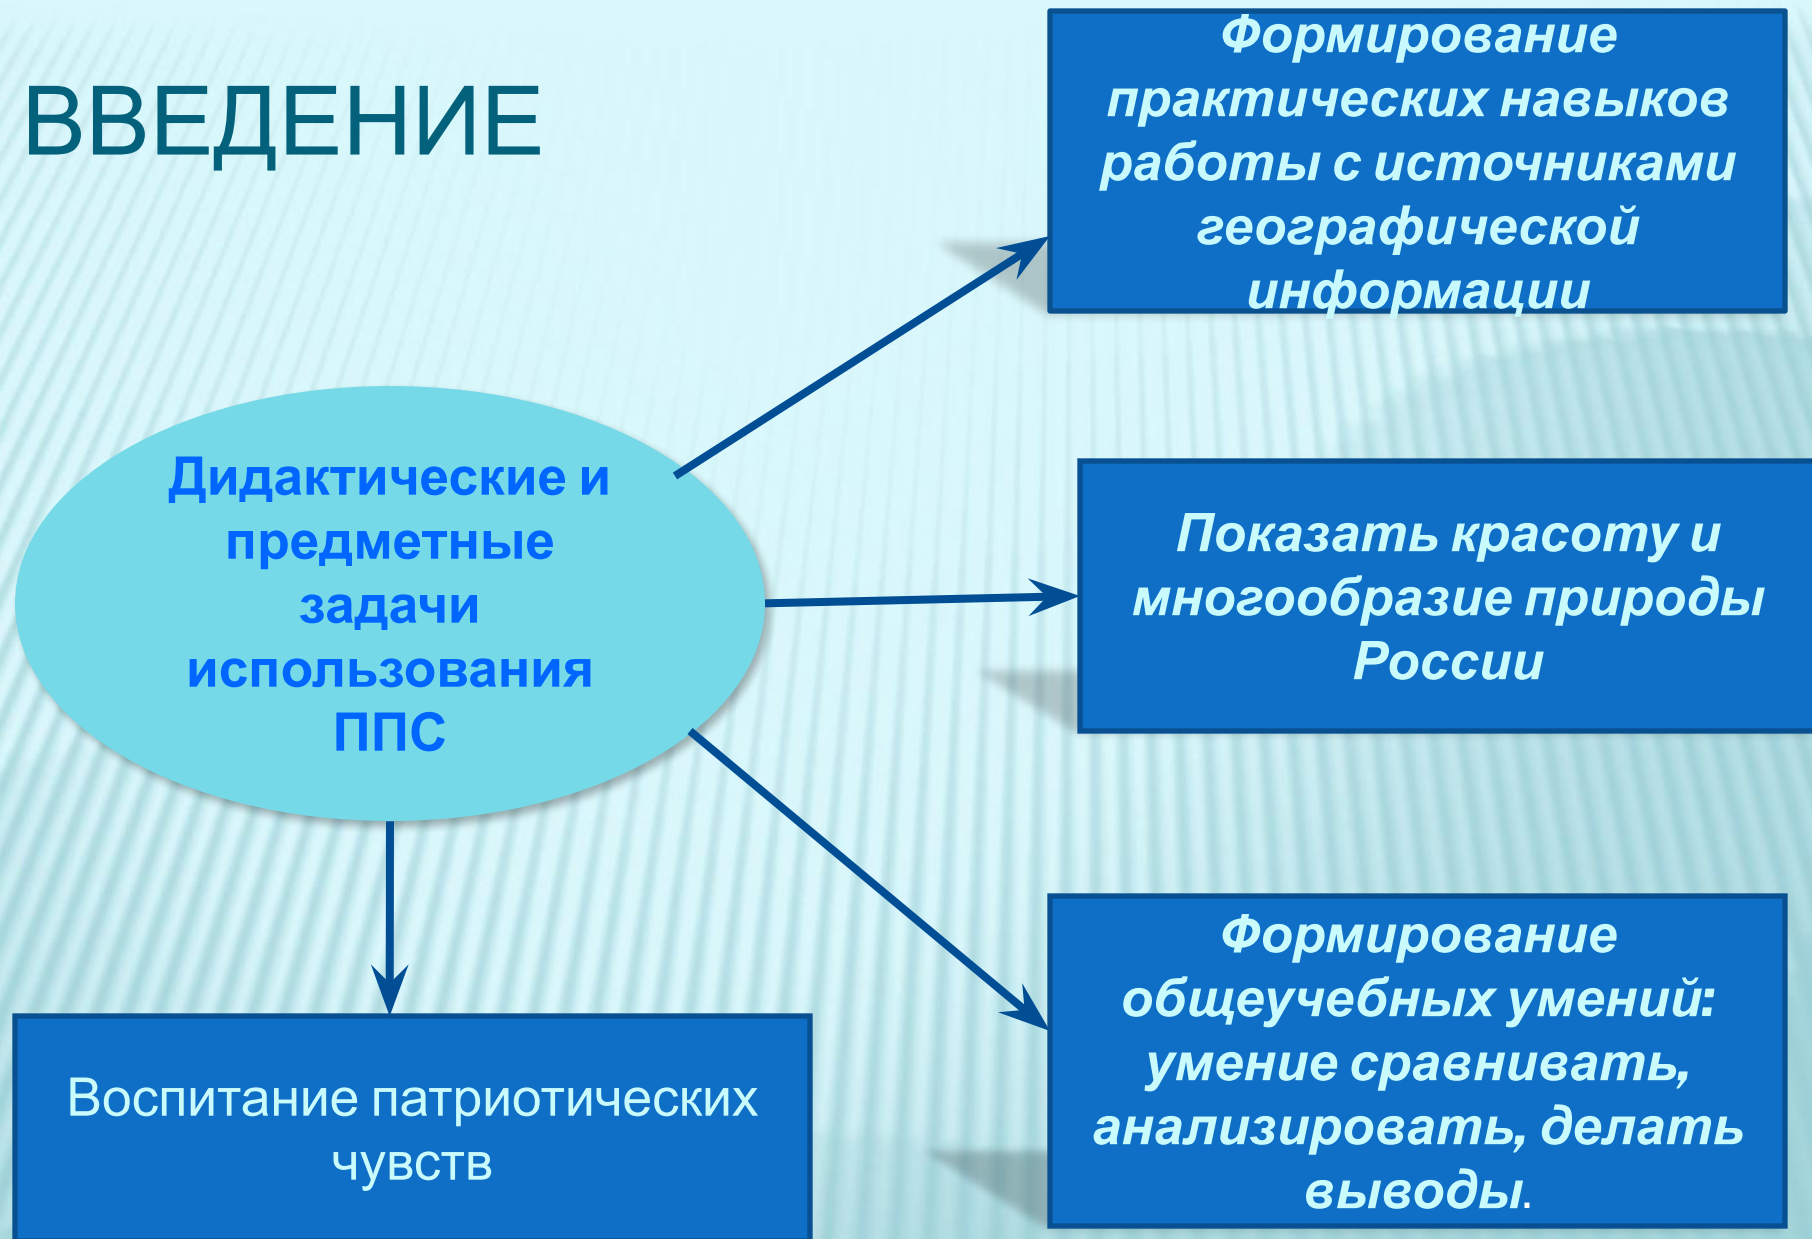 ВВЕДЕНИЕ
Формирование
практических навыков
работы с источниками
географической
информации
Дидактические и
предметные
задачи
использования
ППС
Показать красоту и
многообразие природы
России
Формирование
общеучебных умений:
умение сравнивать,
анализировать, делать
выводы.
Воспитание патриотических
чувств